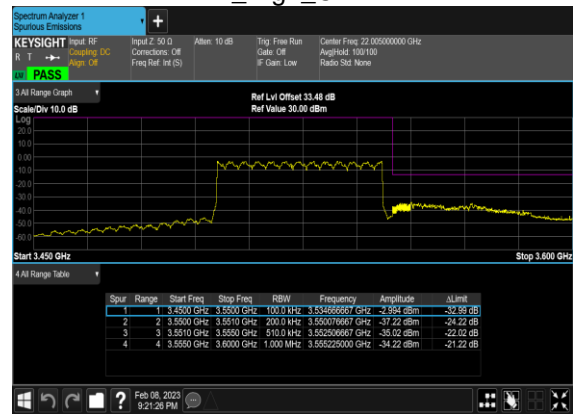 Spectrum Analyzer 1
Spurious Emissions
+
KEYSIGHT Input: RF Input Z: 50 Ω Atten: 10 dB Trig: Free Run Center Freq: 22.005000000 GHz
R T Coupling: DC Corrections: Off Gate: Off Avg|Hold: 100/100
Align: Off Freq Ref: Int (S) IF Gain: Low Radio Std: None
PASS
3 All Range Graph
Ref Lvl Offset 33.48 dB
Scale/Div 10.0 dB Ref Value 30.00 dBm
Log
20.0
10.0
0.00
-10.0
-20.0
-30.0
-40.0
-50.0
-60.0
Start 3.450 GHz Stop 3.600 GHz
4 All Range Table
Spur Range Start Freq Stop Freq RBW Frequency Amplitude ΔLimit
1 1 3.4500 GHz 3.5500 GHz 100.0 kHz 3.534666667 GHz -2.994 dBm -32.99 dB
2 2 3.5500 GHz 3.5510 GHz 200.0 kHz 3.550076667 GHz -37.22 dBm -24.22 dB
3 3 3.5510 GHz 3.5550 GHz 510.0 kHz 3.552506667 GHz -35.02 dBm -22.02 dB
4 4 3.5550 GHz 3.6000 GHz 1.000 MHz 3.555225000 GHz -34.22 dBm -21.22 dB
? Feb 08, 2023
9:21:26 PM